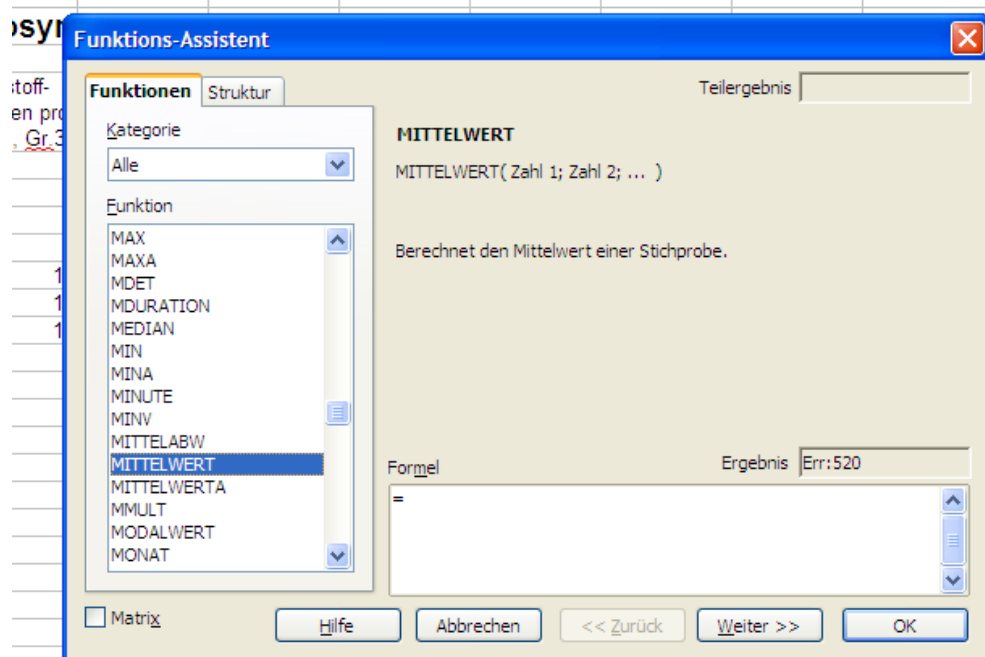 Funktions-Assistent
toff-
en pro
, Gr.3
1
1
1
Funktionen
Struktur
Teilergebnis
Kategorie
Alle
Funktion
MAX
MAXA
MDET
MDURATION
MEDIAN
MIN
MINA
MINUTE
MINV
MITTELABW
MITTELWERT
MITTELWERTA
MMULT
MODALWERT
MONAT
MITTELWERT
MITTELWERT( Zahl 1; Zahl 2; ... )
Berechnet den Mittelwert einer Stichprobe.
Formel
Ergebnis Err:520
=
Matrix
Hilfe
Abbrechen
<< Zurück
Weiter >>
OK